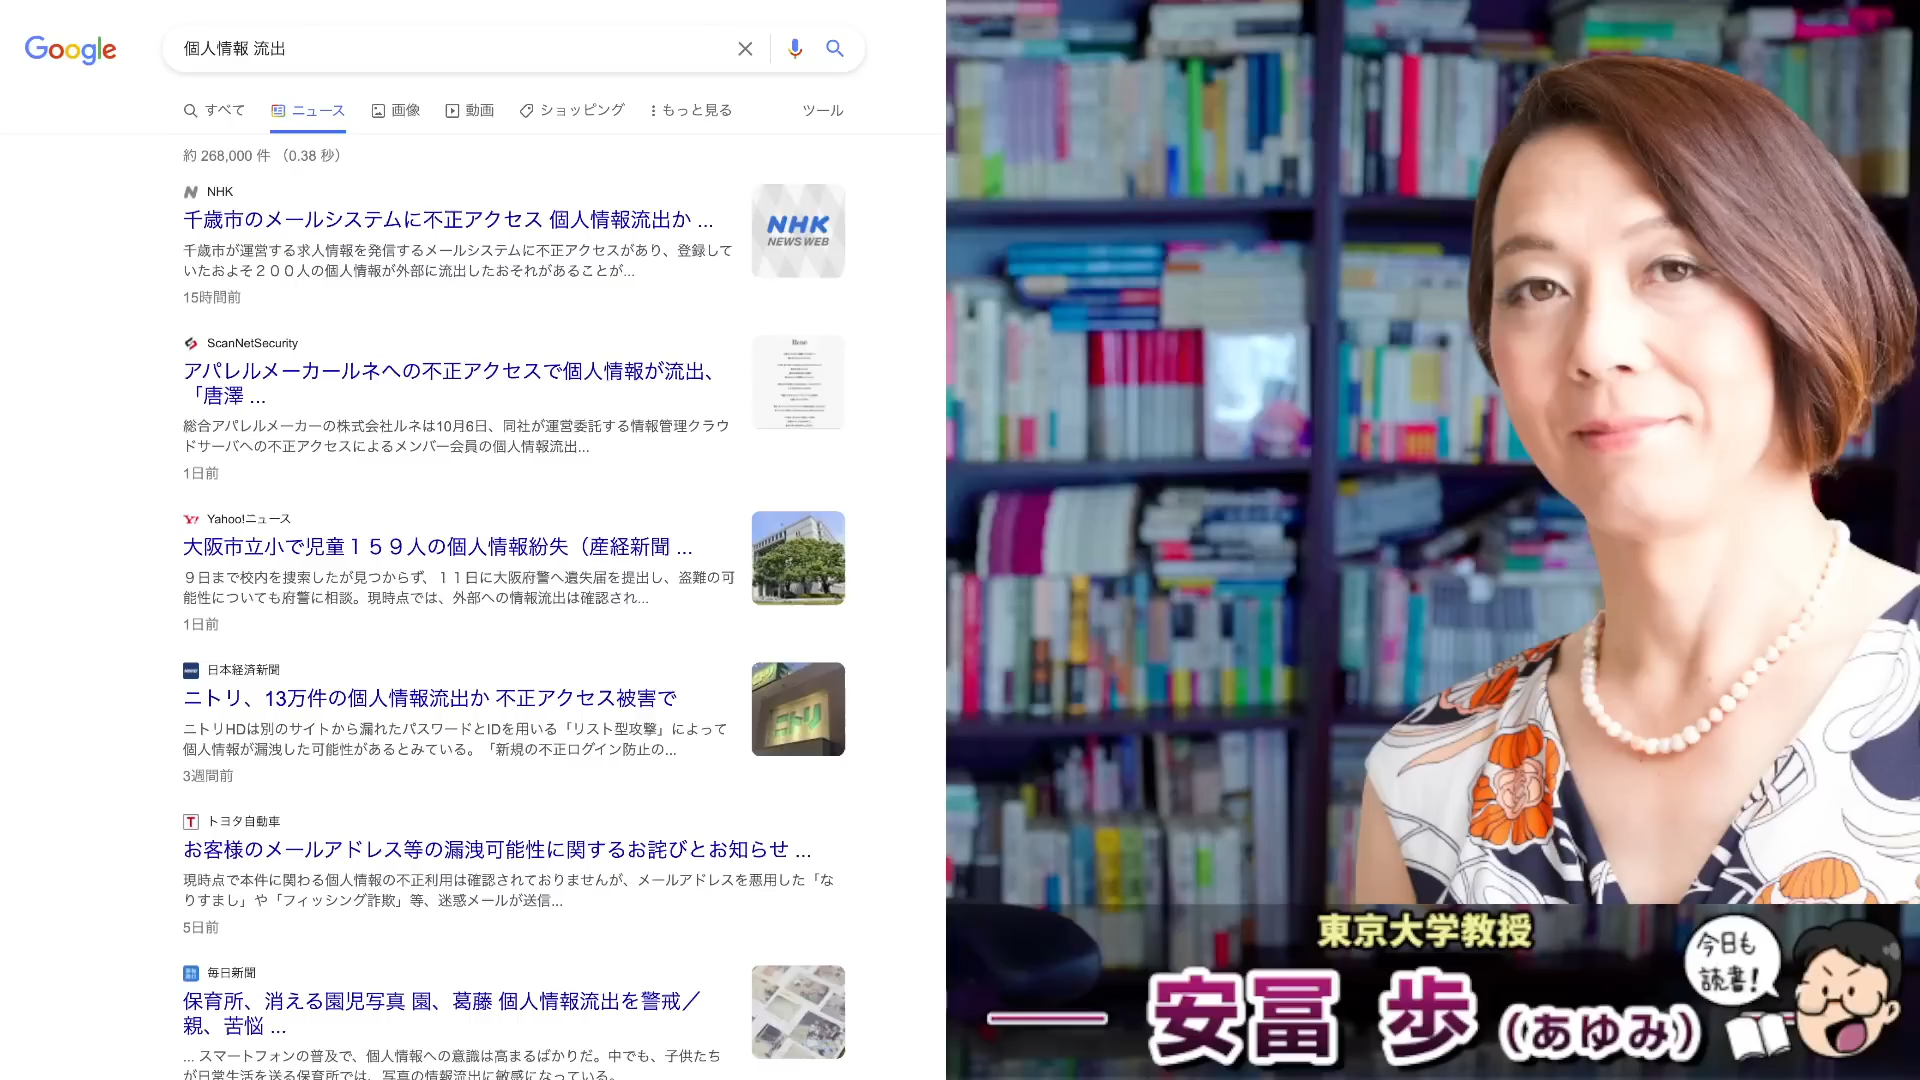 Google
個人情報 流出
すべて
ニュース
画像
動画
ショッピング
もっと見る
ツール
約 268,000 件 （0.38 秒）
NHK
千歳市のメールシステムに不正アクセス 個人情報流出か ...
千歳市が運営する求人情報を発信するメールシステムに不正アクセスがあり、登録して
いたおよそ２００人の個人情報が外部に流出したおそれがあることが...
15時間前
NHK
NEWS WEB
ScanNetSecurity
アパレルメーカールネへの不正アクセスで個人情報が流出、
「唐澤 ...
総合アパレルメーカーの株式会社ルネは10月6日、同社が運営委託する情報管理クラウ
ドサーバへの不正アクセスによるメンバー会員の個人情報流出...
1日前
Yahoo!ニュース
大阪市立小で児童１５９人の個人情報紛失（産経新聞 ...
９日まで校内を捜索したが見つからず、１１日に大阪府警へ遺失届を提出し、盗難の可
能性についても府警に相談。現時点では、外部への情報流出は確認され...
1日前
日本経済新聞
ニトリ、13万件の個人情報流出か 不正アクセス被害で
ニトリHDは別のサイトから漏れたパスワードとIDを用いる「リスト型攻撃」によって
個人情報が漏洩した可能性があるとみている。「新規の不正ログイン防止の...
3週間前
ニトリ
トヨタ自動車
お客様のメールアドレス等の漏洩可能性に関するお詫びとお知らせ ...
現時点で本件に関わる個人情報の不正利用は確認されておりませんが、メールアドレスを悪用した「な
りすまし」や「フィッシング詐欺」等、迷惑メールが送信...
5日前
毎日新聞
保育所、消える園児写真 園、葛藤 個人情報流出を警戒／
親、苦悩 ...
... スマートフォンの普及で、個人情報への意識は高まるばかりだ。中でも、子供たち
が日常生活を送る保育所では、写真の情報流出に敏感になっている。
東京大学教授
安冨 歩 (あゆみ)
今日も
読書!